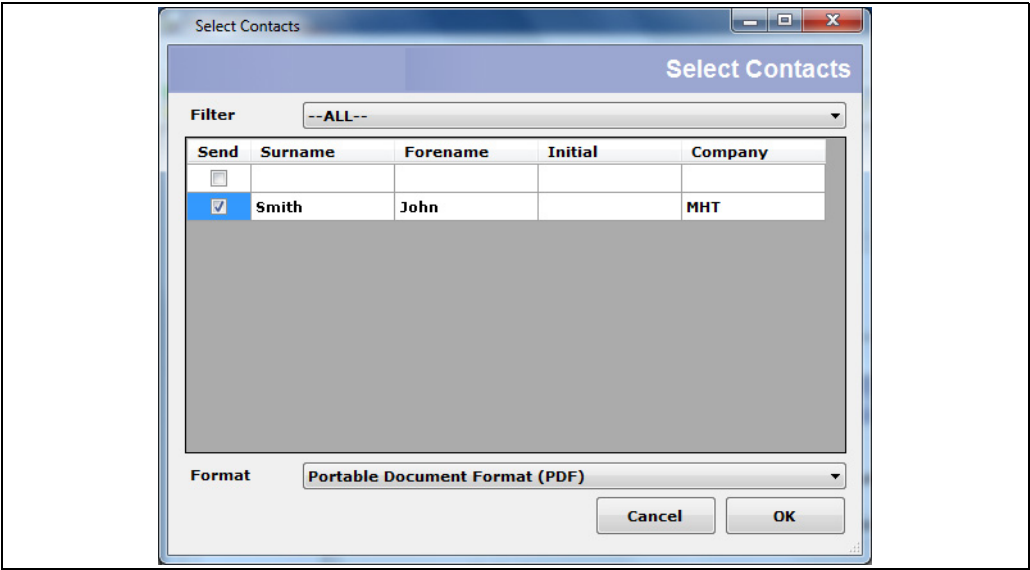 Select Contacts
Select Contacts
Filter --ALL--
Send Surname Forename Initial Company
Smith John MHT
Format Portable Document Format (PDF)
Cancel OK